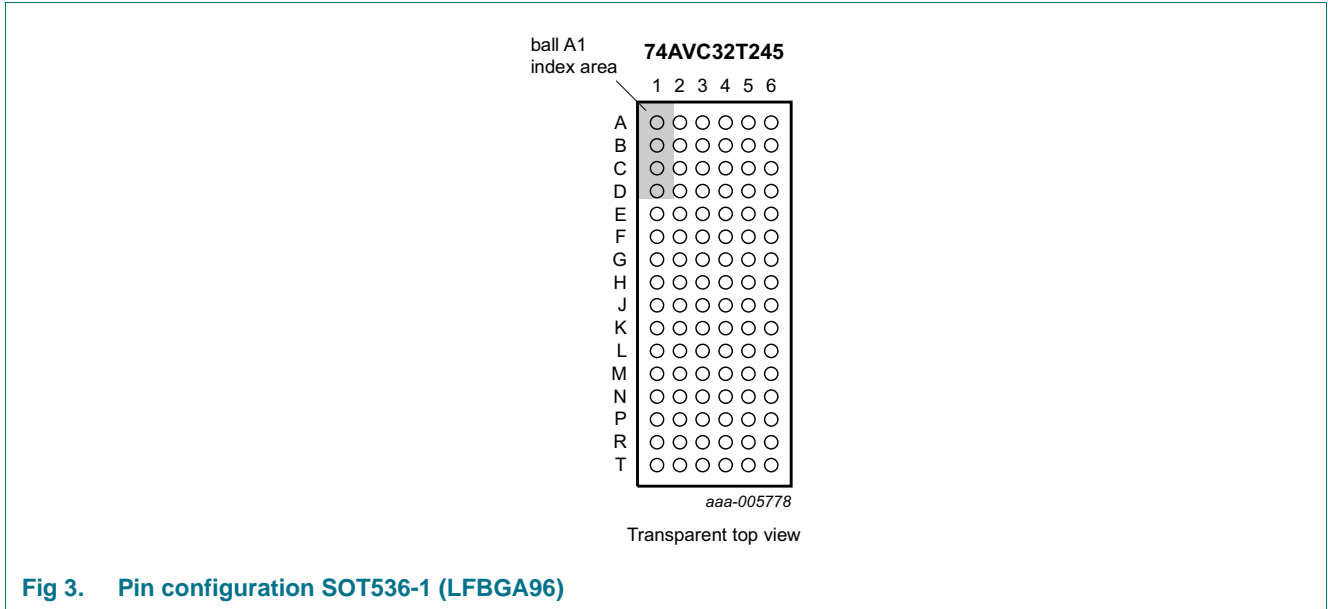 ball A1
index area
74AVC32T245
1 2 3 4 5 6
A
B
C
D
E
F
G
H
J
K
L
M
N
P
R
T
aaa-005778
Transparent top view
Fig 3. Pin configuration SOT536-1 (LFBGA96)